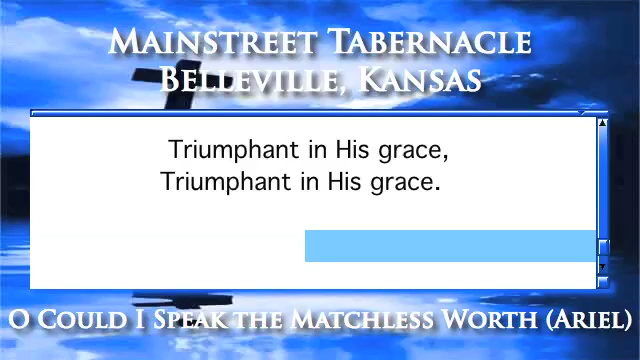 Mainstreet Tabernacle
Belleville, Kansas
Triumphant in His grace,
Triumphant in His grace.
O Could I Speak the Matchless Worth (Ariel)